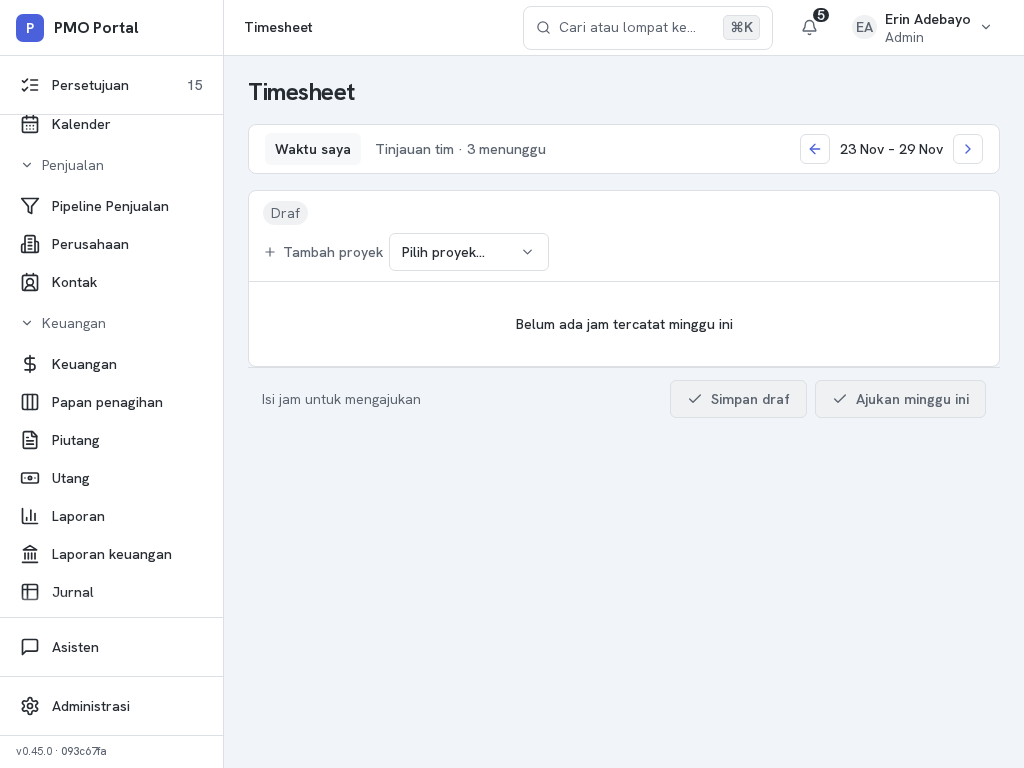 P PMO Portal
Timesheet
Cari atau lompat ke...
⌘K
5
EA
Erin Adebayo
Admin
Persetujuan 15
Kalender
Penjualan
Pipeline Penjualan
Perusahaan
Kontak
Keuangan
Keuangan
Papan penagihan
Piutang
Utang
Laporan
Laporan keuangan
Jurnal
Asisten
Administrasi
v0.45.0 · 093c67fa
Timesheet
Waktu saya
Tinjauan tim · 3 menunggu
23 Nov – 29 Nov
Draf
Tambah proyek
Pilih proyek...
Belum ada jam tercatat minggu ini
Isi jam untuk mengajukan
Simpan draf
Ajukan minggu ini